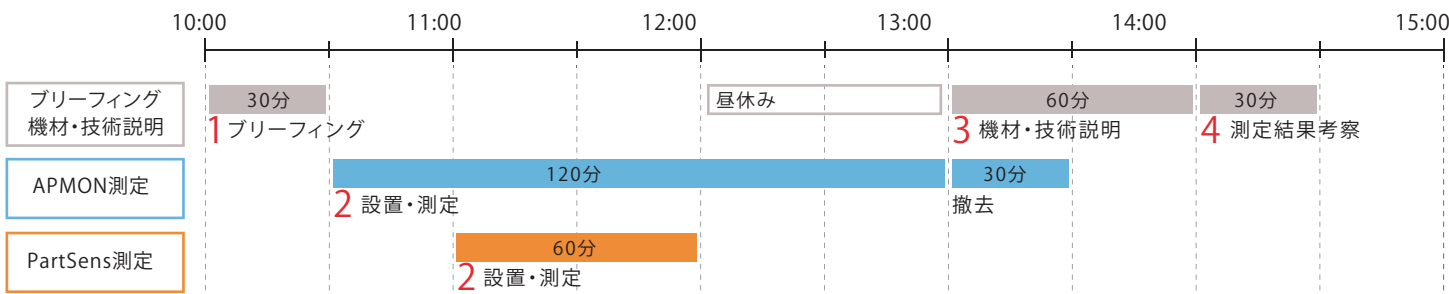 10:00 11:00 12:00 13:00 14:00 15:00
ブリーフィング
機材・技術説明
30分
昼休み
60分
30分
1 ブリーフィング
3 機材・技術説明
4 測定結果考察
APMON測定
120分
30分
2 設置・測定
撤去
PartSens測定
60分
2 設置・測定